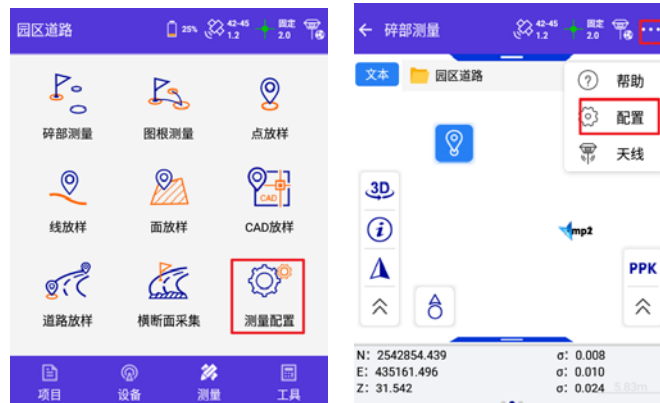 园区道路
25%
42-45
1.2
固定
2.0
碎部测量
图根测量
点放样
线放样
面放样
CAD
CAD放样
道路放样
横断面采集
测量配置
项目
设备
测量
工具
碎部测量
42-45
1.2
固定
2.0
文本
园区道路
帮助
配置
天线
3D
mp2
PPK
N: 2542854.439
σ: 0.008
E: 435161.496
σ: 0.010
Z: 31.542
σ: 0.024
5.83m